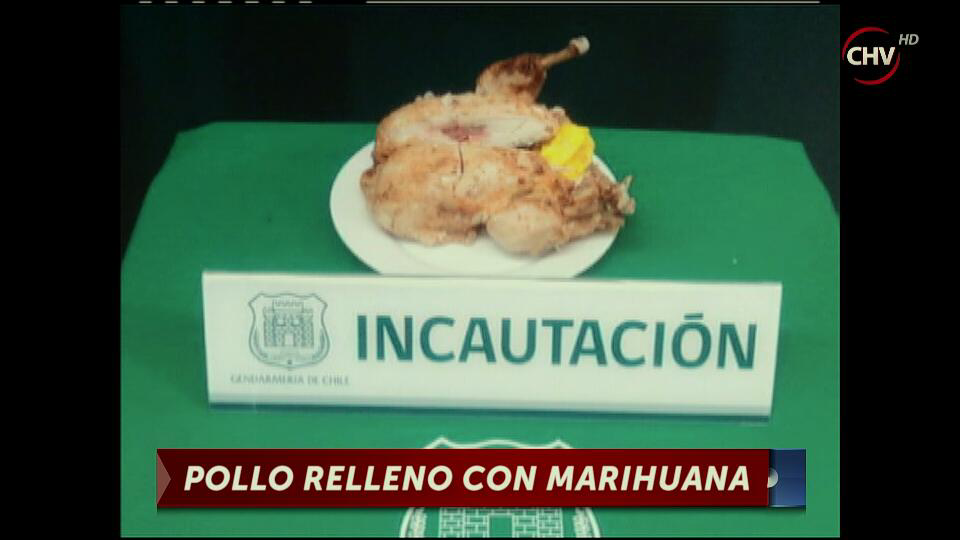 CHV HD
INCAUTACIÓN
GENDARMERÍA DE CHILE
POLLO RELLENO CON MARIHUANA